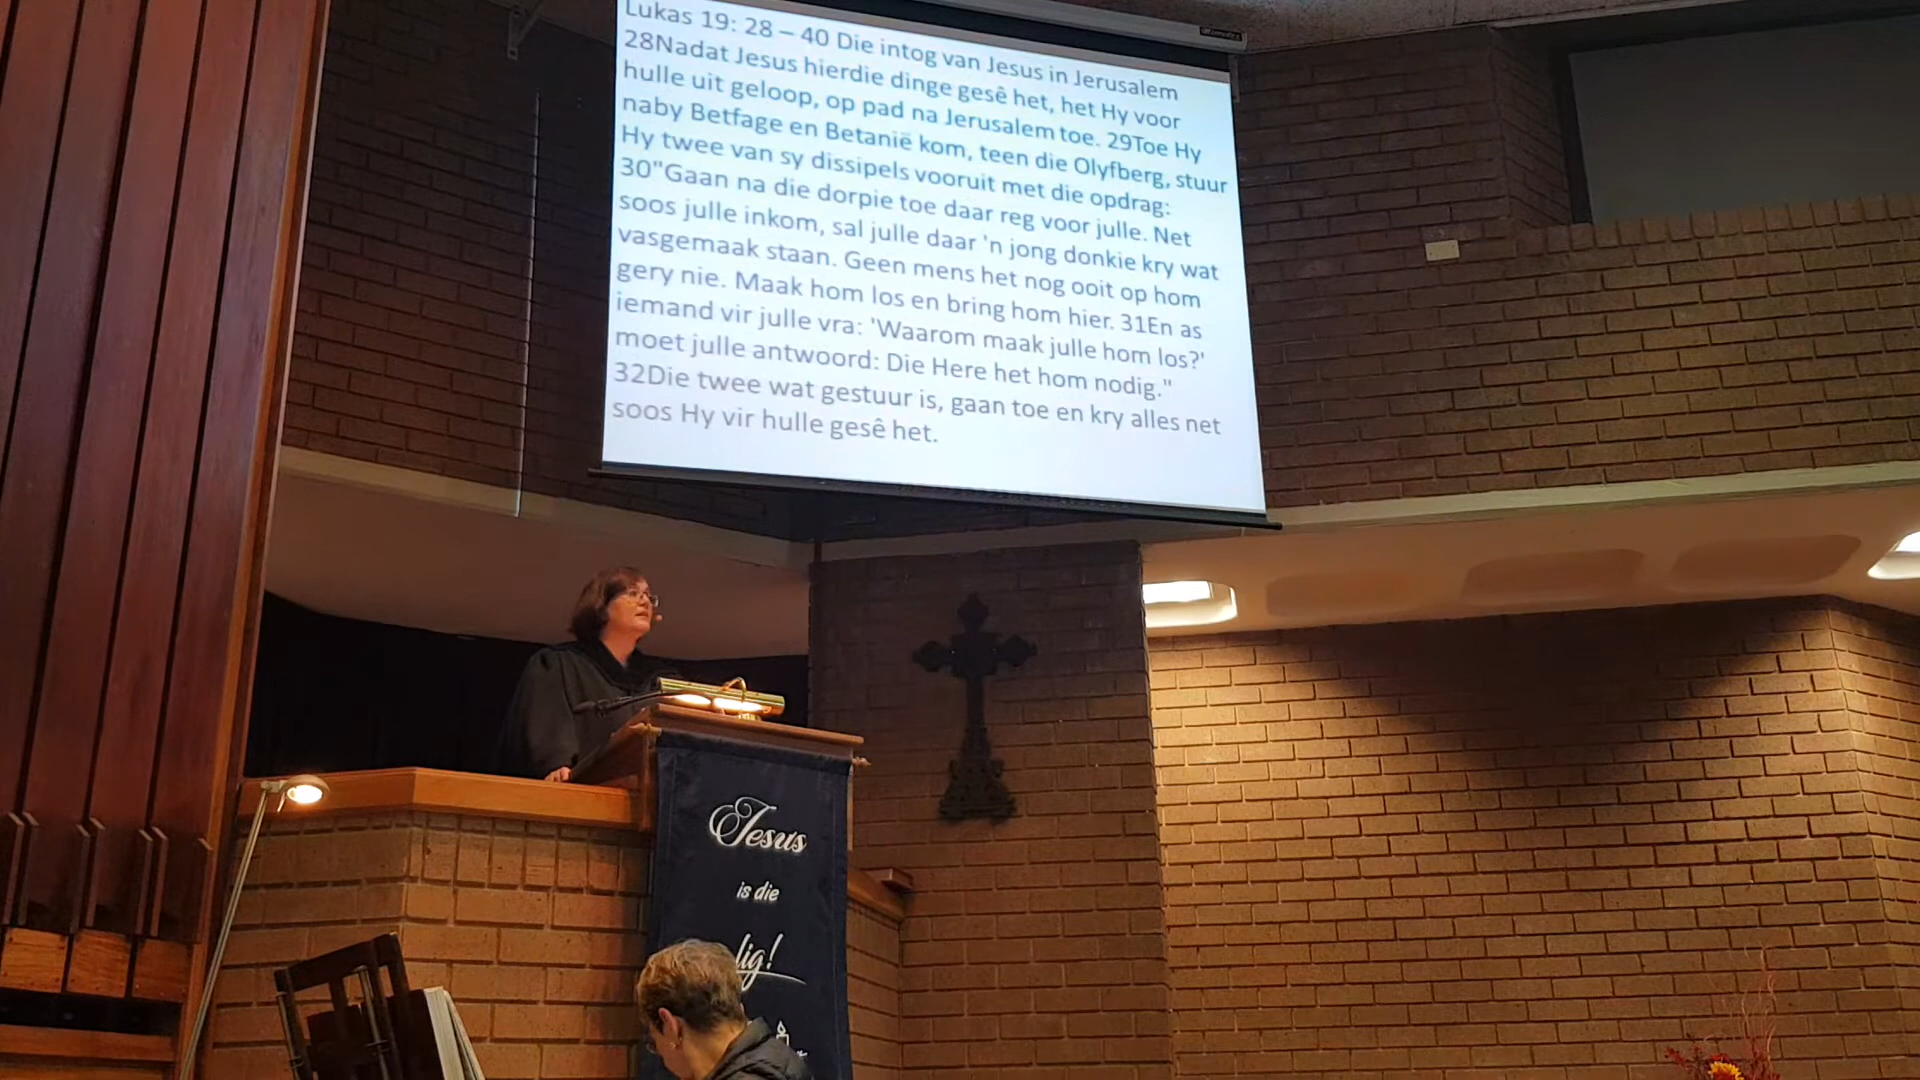 Lukas 19: 28 – 40 Die intog van Jesus in Jerusalem
28Nadat Jesus hierdie dinge gesê het, het Hy voor
hulle uit geloop, op pad na Jerusalem toe. 29Toe Hy
naby Betfage en Betanië kom, teen die Olyfberg, stuur
Hy twee van sy dissipels vooruit met die opdrag:
30"Gaan na die dorpie toe daar reg voor julle. Net
soos julle inkom, sal julle daar 'n jong donkie kry wat
vasgemaak staan. Geen mens het nog ooit op hom
gery nie. Maak hom los en bring hom hier. 31En as
iemand vir julle vra: 'Waarom maak julle hom los?'
moet julle antwoord: Die Here het hom nodig."
32Die twee wat gestuur is, gaan toe en kry alles net
soos Hy vir hulle gesê het.
Jesus
is die
lig!